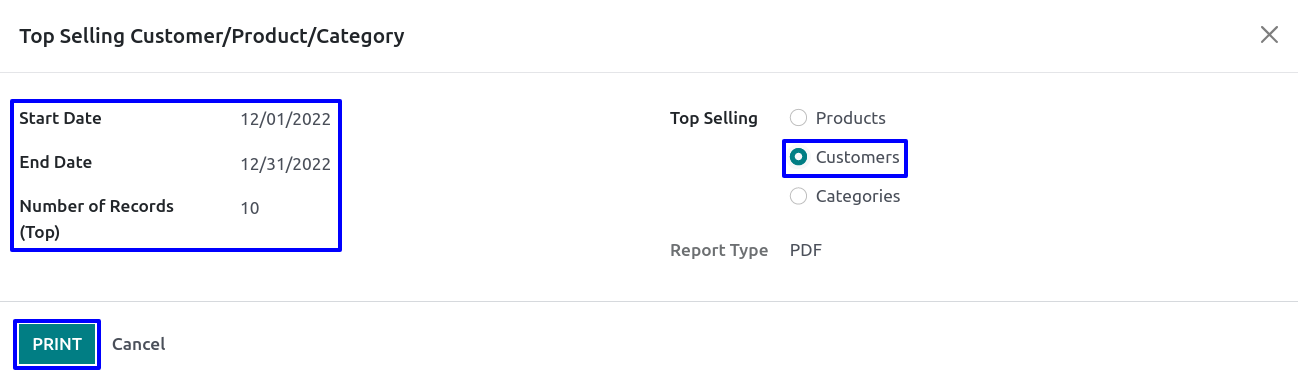 Top Selling Customer/Product/Category
Start Date 12/01/2022
End Date 12/31/2022
Number of Records (Top) 10
Top Selling
Products
Customers
Categories
Report Type PDF
PRINT Cancel